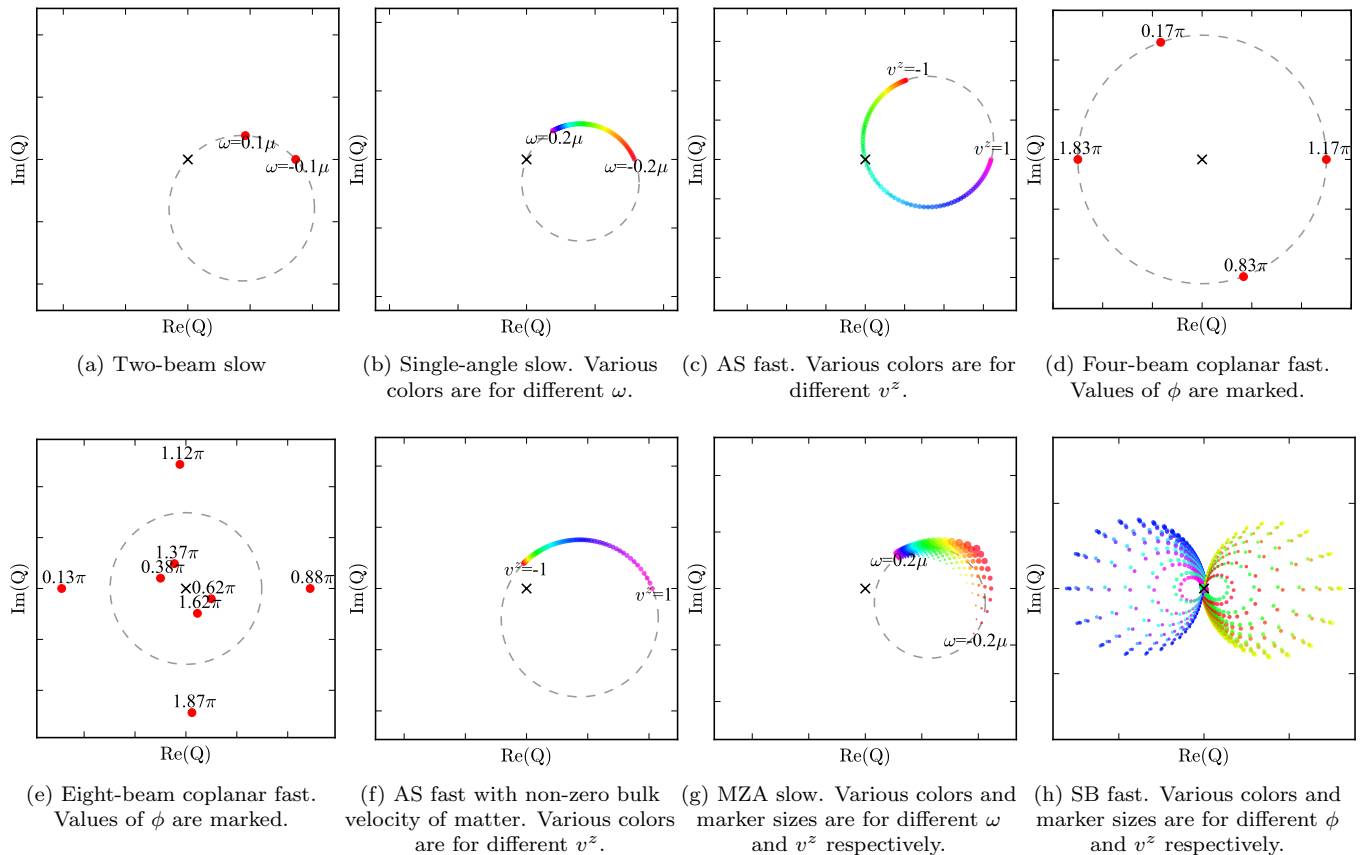 Im(Q)
ω=0.1μ
ω=-0.1μ
Re(Q)
(a) Two-beam slow
Im(Q)
ω=0.2μ
ω=-0.2μ
Re(Q)
(b) Single-angle slow. Various
colors are for different ω.
Im(Q)
v^z=-1
v^z=1
Re(Q)
(c) AS fast. Various colors are for
different v^z.
Im(Q)
0.17π
1.83π
1.17π
0.83π
Re(Q)
(d) Four-beam coplanar fast.
Values of ϕ are marked.
Im(Q)
1.12π
1.37π
0.38π
0.13π
0.62π
0.88π
1.62π
1.87π
Re(Q)
(e) Eight-beam coplanar fast.
Values of ϕ are marked.
Im(Q)
v^z=-1
v^z=1
Re(Q)
(f) AS fast with non-zero bulk
velocity of matter. Various colors
are for different v^z.
Im(Q)
ω=0.2μ
ω=-0.2μ
Re(Q)
(g) MZA slow. Various colors and
marker sizes are for different ω
and v^z respectively.
Im(Q)
Re(Q)
(h) SB fast. Various colors and
marker sizes are for different ϕ
and v^z respectively.